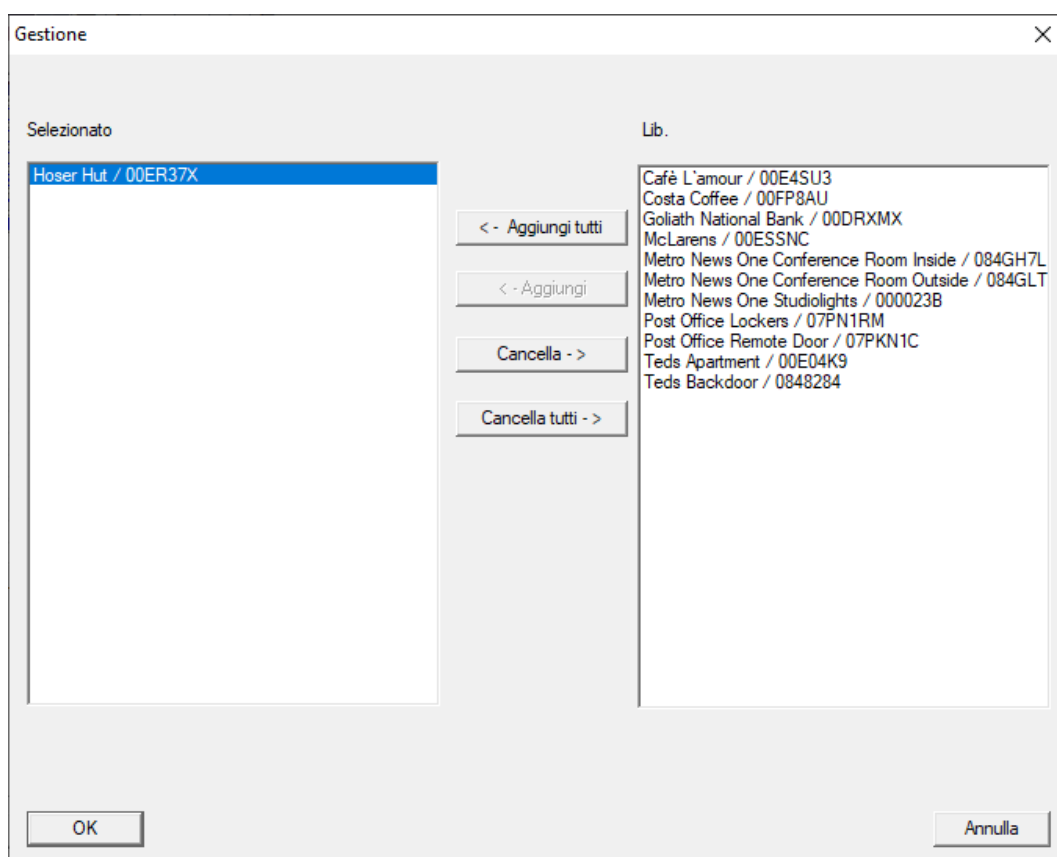 Gestione
Selezionato
Lib.
Hoser Hut / 00ER37X
< - Aggiungi tutti
< - Aggiungi
Cancella - >
Cancella tutti - >
Cafè L`amour / 00E4SU3
Costa Coffee / 00FP8AU
Goliath National Bank / 00DRXMX
McLarens / 00ESSNC
Metro News One Conference Room Inside / 084GH7L
Metro News One Conference Room Outside / 084GLT
Metro News One Studiolights / 000023B
Post Office Lockers / 07PN1RM
Post Office Remote Door / 07PKN1C
Teds Apartment / 00E04K9
Teds Backdoor / 0848284
OK
Annulla